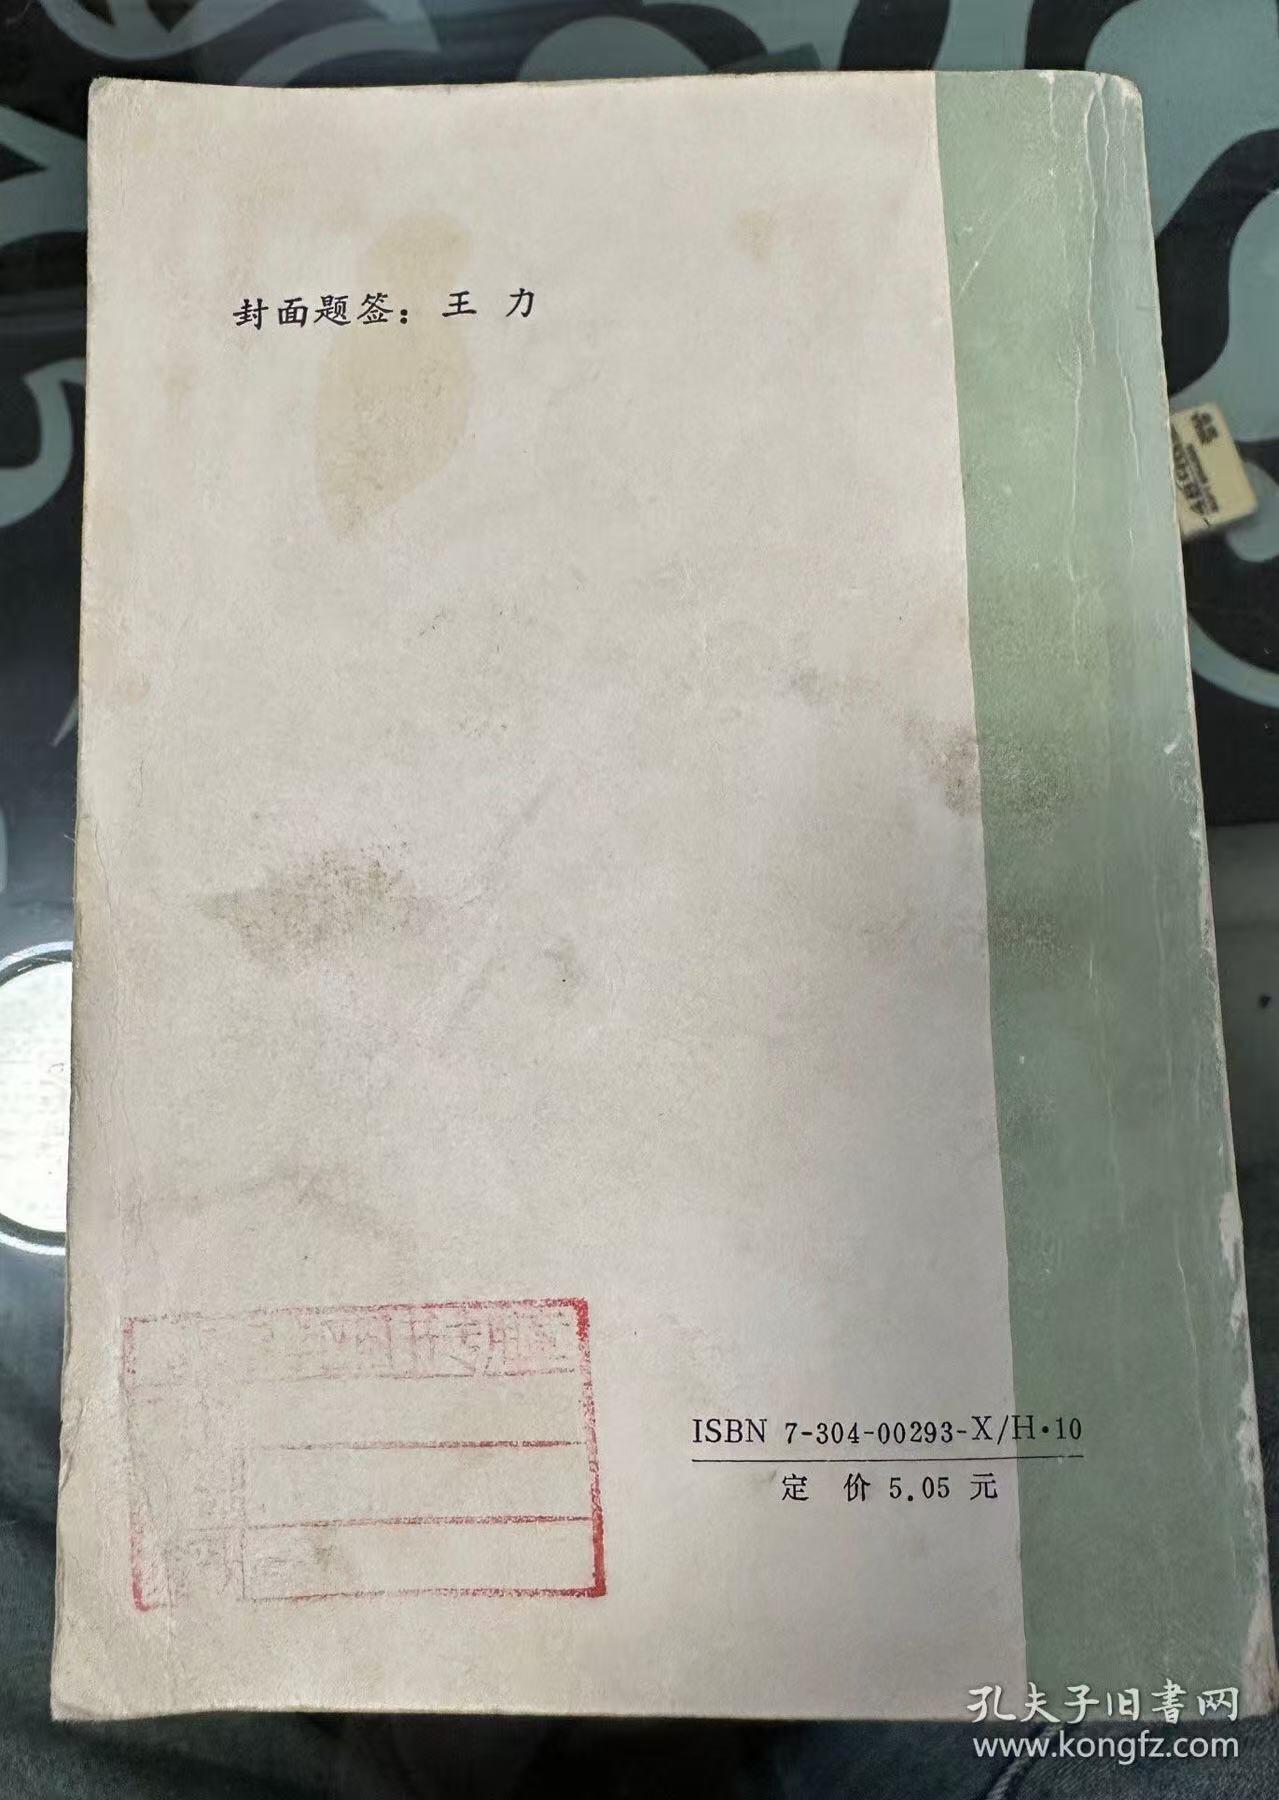 封面题签：王 力
ISBN 7-304-00293-X/H·10
定 价 5.05 元
孔夫子旧書网
www.kongfz.com